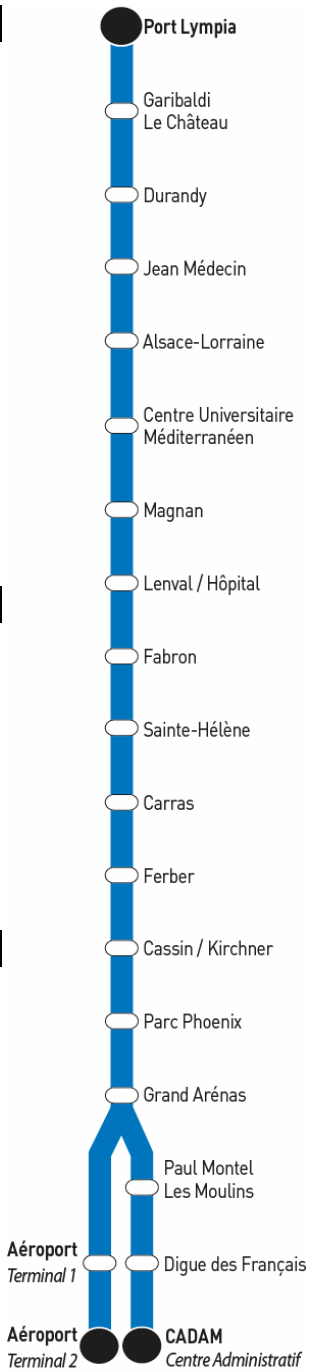 Port Lympia
Garibaldi
Le Château
Durandy
Jean Médecin
Alsace-Lorraine
Centre Universitaire
Méditerranéen
Magnan
Lenval / Hôpital
Fabron
Sainte-Hélène
Carras
Ferber
Cassin / Kirchner
Parc Phoenix
Grand Arénas
Paul Montel
Les Moulins
Aéroport
Terminal 1
Digue des Français
Aéroport
Terminal 2
CADAM
Centre Administratif